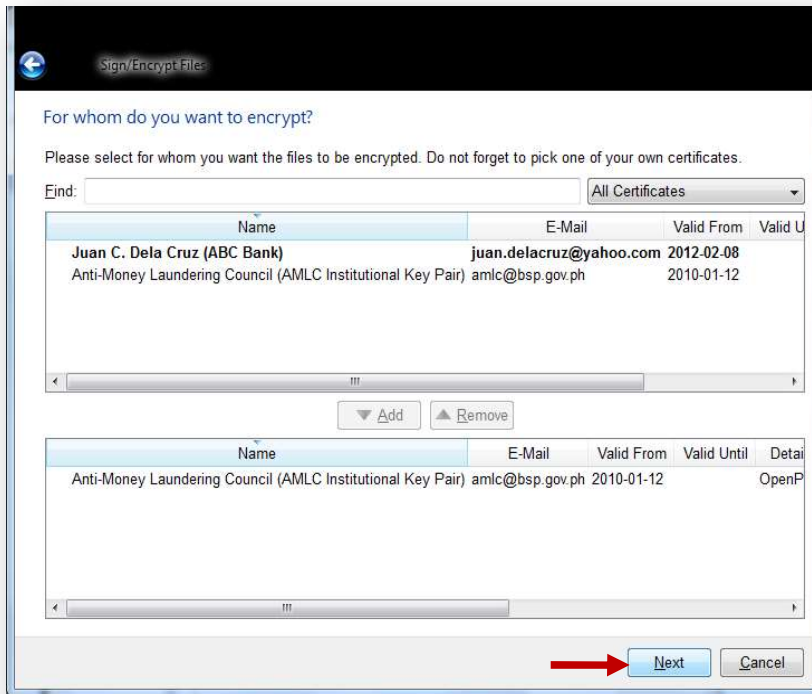 Sign/Encrypt Files
For whom do you want to encrypt?
Please select for whom you want the files to be encrypted. Do not forget to pick one of your own certificates.
Find: All Certificates
Name E-Mail Valid From Valid U
Juan C. Dela Cruz (ABC Bank) juan.delacruz@yahoo.com 2012-02-08
Anti-Money Laundering Council (AMLC Institutional Key Pair) amlc@bsp.gov.ph 2010-01-12
Add Remove
Name E-Mail Valid From Valid Until Detai
Anti-Money Laundering Council (AMLC Institutional Key Pair) amlc@bsp.gov.ph 2010-01-12 OpenP
Next Cancel